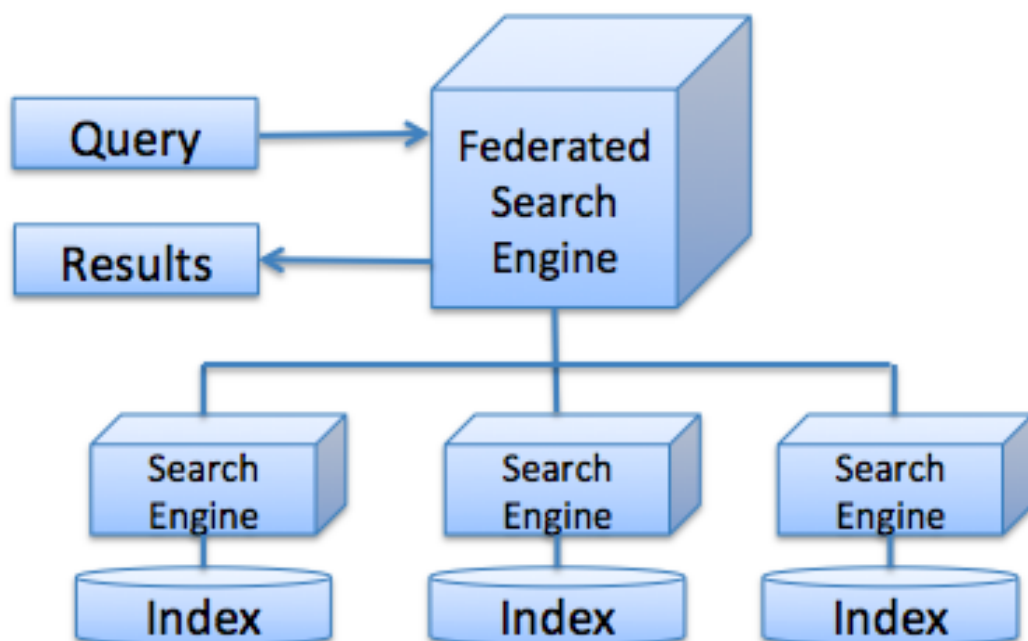 Query
Federated
Search
Engine
Results
Search
Engine
Search
Engine
Search
Engine
Index
Index
Index